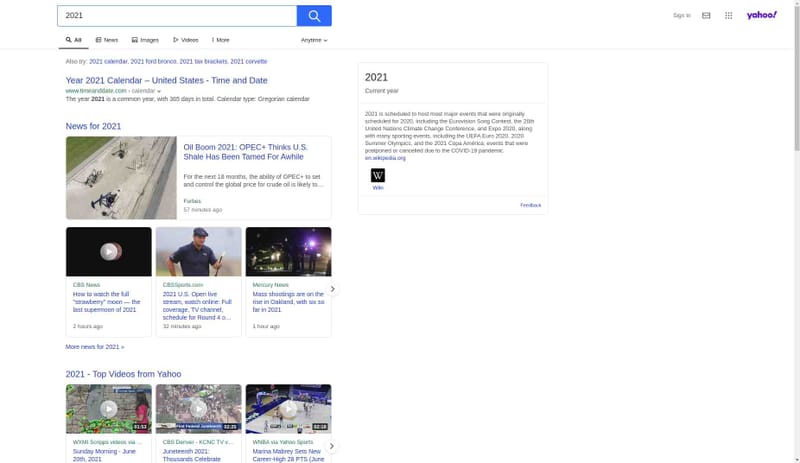 2021
Sign In
yahoo!
All
News
Images
Videos
More
Anytime
Also try: 2021 calendar, 2021 ford bronco, 2021 tax brackets, 2021 corvette
Year 2021 Calendar – United States - Time and Date
www.timeanddate.com › calendar
The year 2021 is a common year, with 365 days in total. Calendar type: Gregorian calendar
News for 2021
Oil Boom 2021: OPEC+ Thinks U.S.
Shale Has Been Tamed For Awhile
For the next 18 months, the ability of OPEC+ to set
and control the global price for crude oil is likely to...
Forbes
57 minutes ago
CBS News
How to watch the full
"strawberry" moon — the
last supermoon of 2021
2 hours ago
CBSSports.com
2021 U.S. Open live
stream, watch online: Full
coverage, TV channel,
schedule for Round 4 o...
32 minutes ago
Mercury News
Mass shootings are on the
rise in Oakland, with six so
far in 2021
1 hour ago
More news for 2021 »
2021 - Top Videos from Yahoo
01:53
WXMI Scripps videos via ...
Sunday Morning - June
20th, 2021
First Federal Juneteenth
02:25
CBS Denver - KCNC TV v...
Juneteenth 2021:
Thousands Celebrate
02:18
WNBA via Yahoo Sports
Marina Mabrey Sets New
Career-High 28 PTS (June
2021
Current year
2021 is scheduled to host most major events that were originally
scheduled for 2020, including the Eurovision Song Contest, the 26th
United Nations Climate Change Conference, and Expo 2020, along
with many sporting events, including the UEFA Euro 2020, 2020
Summer Olympics, and the 2021 Copa América; events that were
postponed or canceled due to the COVID-19 pandemic.
en.wikipedia.org
W
Wiki
Feedback